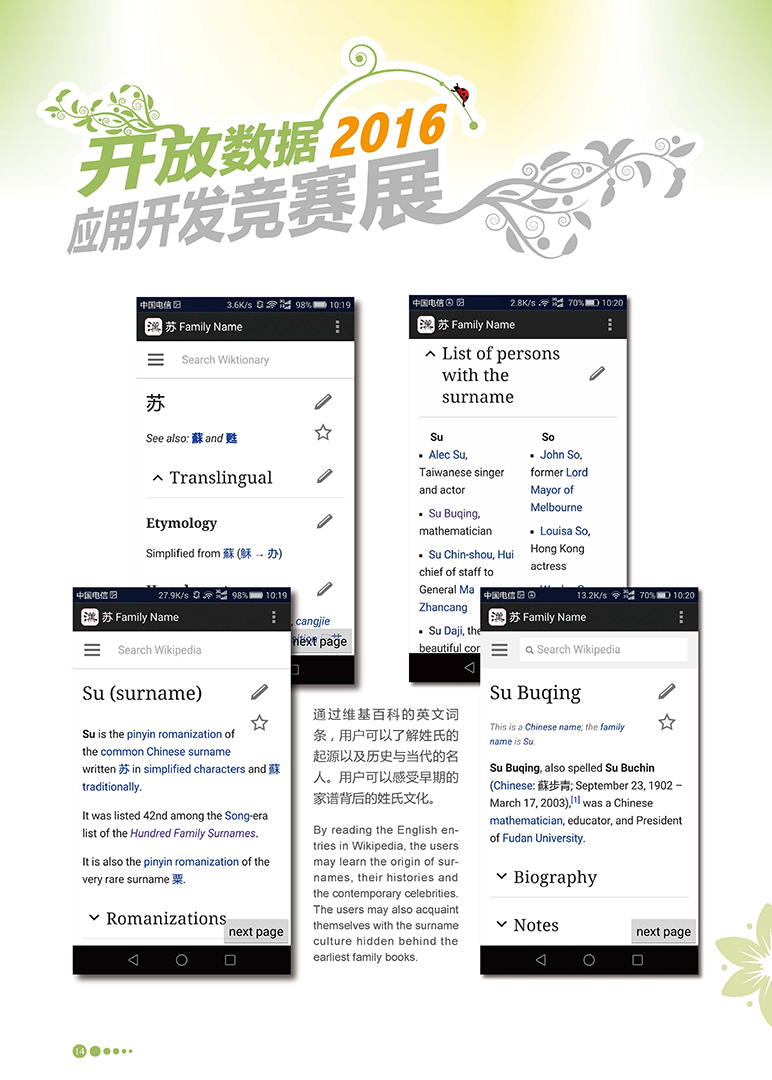 开放数据 2016
应用开发竞赛展
中国电信 3.6K/s 98% 10:19
漢 苏 Family Name
Search Wiktionary
苏
See also: 蘇 and 甦
Translingual
Etymology
Simplified from 蘇 (穌 → 办)
, cangjie
next page
中国电信 2.8K/s 70% 10:20
漢 苏 Family Name
List of persons
with the
surname
Su
Alec Su,
Taiwanese singer
and actor
Su Buqing,
mathematician
Su Chin-shou, Hui
chief of staff to
General Ma
Zhancang
Su Daji, the
beautiful con
So
John So,
former Lord
Mayor of
Melbourne
Louisa So,
Hong Kong
actress
中国电信 27.9K/s 98% 10:19
漢 苏 Family Name
Search Wikipedia
Su (surname)
Su is the pinyin romanization of
the common Chinese surname
written 苏 in simplified characters and 蘇
traditionally.
It was listed 42nd among the Song-era
list of the Hundred Family Surnames.
It is also the pinyin romanization of the
very rare surname 粟.
Romanizations
next page
通过维基百科的英文词
条，用户可以了解姓氏的
起源以及历史与当代的名
人。用户可以感受早期的
家谱背后的姓氏文化。
By reading the English en-
tries in Wikipedia, the users
may learn the origin of sur-
names, their histories and
the contemporary celebrities.
The users may also acquaint
themselves with the surname
culture hidden behind the
earliest family books.
中国电信 13.2K/s 70% 10:20
漢 苏 Family Name
Search Wikipedia
Su Buqing
This is a Chinese name; the family
name is Su.
Su Buqing, also spelled Su Buchin
(Chinese: 蘇步青; September 23, 1902 –
March 17, 2003),[1] was a Chinese
mathematician, educator, and President
of Fudan University.
Biography
Notes
next page
14